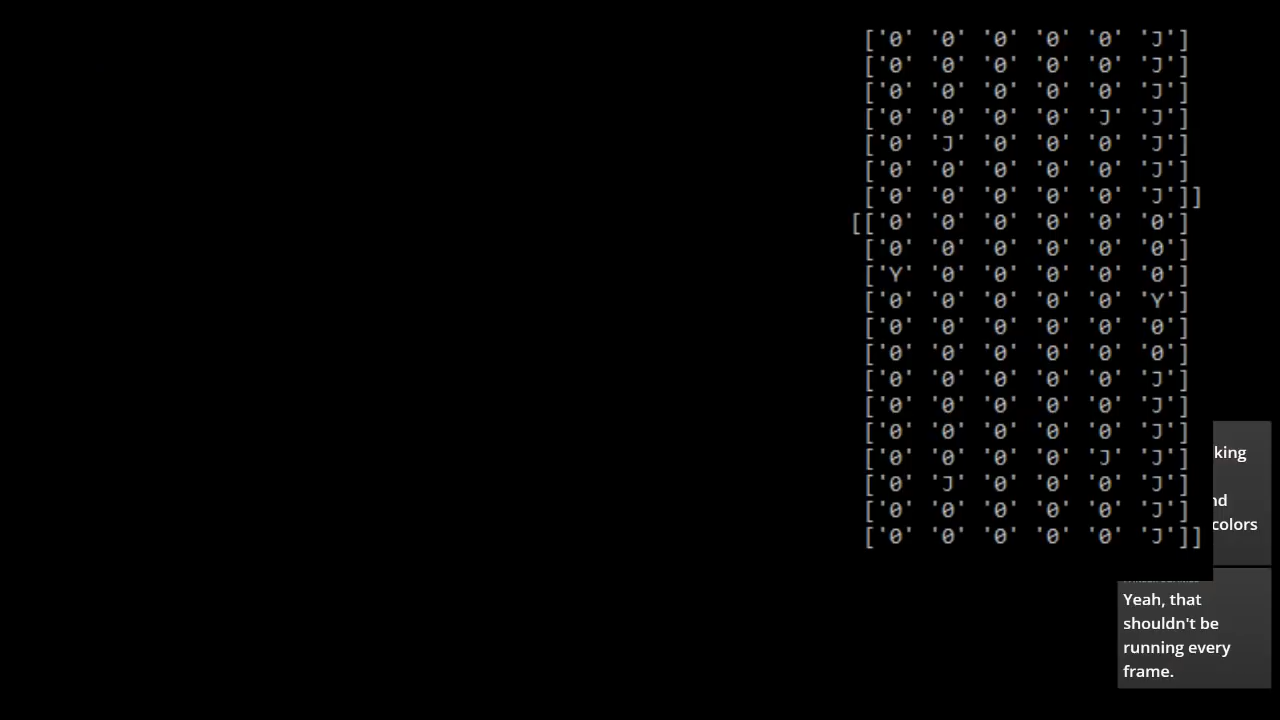 ['0' '0' '0' '0' '0' 'J']
['0' '0' '0' '0' '0' 'J']
['0' '0' '0' '0' '0' 'J']
['0' '0' '0' '0' 'J' 'J']
['0' 'J' '0' '0' '0' 'J']
['0' '0' '0' '0' '0' 'J']
['0' '0' '0' '0' '0' 'J']]
[['0' '0' '0' '0' '0' '0']
['0' '0' '0' '0' '0' '0']
['Y' '0' '0' '0' '0' '0']
['0' '0' '0' '0' '0' 'Y']
['0' '0' '0' '0' '0' '0']
['0' '0' '0' '0' '0' '0']
['0' '0' '0' '0' '0' 'J']
['0' '0' '0' '0' '0' 'J']
['0' '0' '0' '0' '0' 'J']
['0' '0' '0' '0' 'J' 'J']
['0' 'J' '0' '0' '0' 'J']
['0' '0' '0' '0' '0' 'J']
['0' '0' '0' '0' '0' 'J']]
king
nd
colors
Yeah, that
shouldn't be
running every
frame.